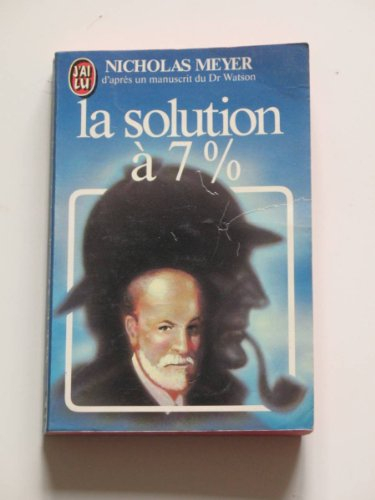 J'AI
LU
NICHOLAS MEYER
d'après un manuscrit du Dr Watson
la solution
à 7 %